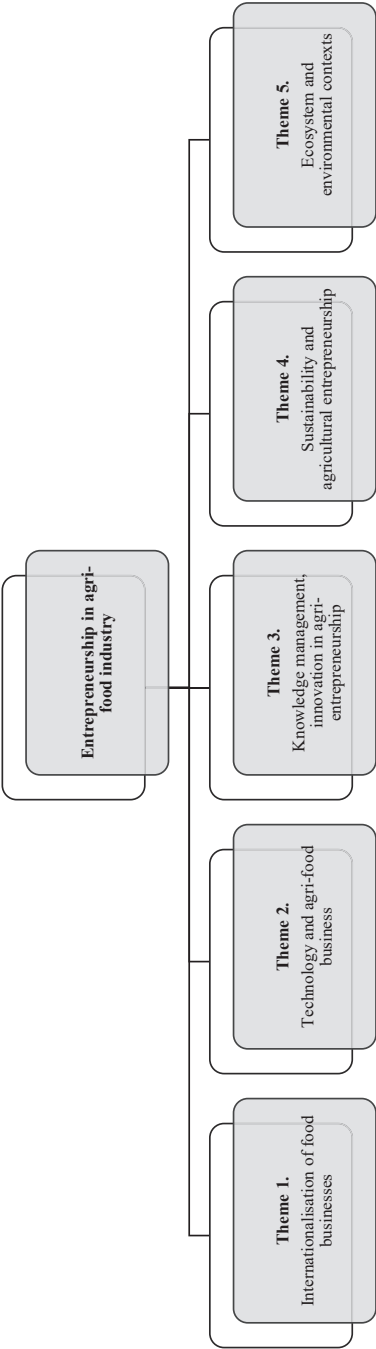 Entrepreneurship in agri-
food industry
Theme 1.
Internationalisation of food
businesses
Theme 2.
Technology and agri-food
business
Theme 3.
Knowledge management,
innovation in agri-
entrepreneurship
Theme 4.
Sustainability and
agricultural entrepreneurship
Theme 5.
Ecosystem and
environmental contexts